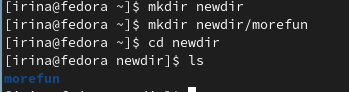 [irina@fedora ~]$ mkdir newdir
[irina@fedora ~]$ mkdir newdir/morefun
[irina@fedora ~]$ cd newdir
[irina@fedora newdir]$ ls
morefun